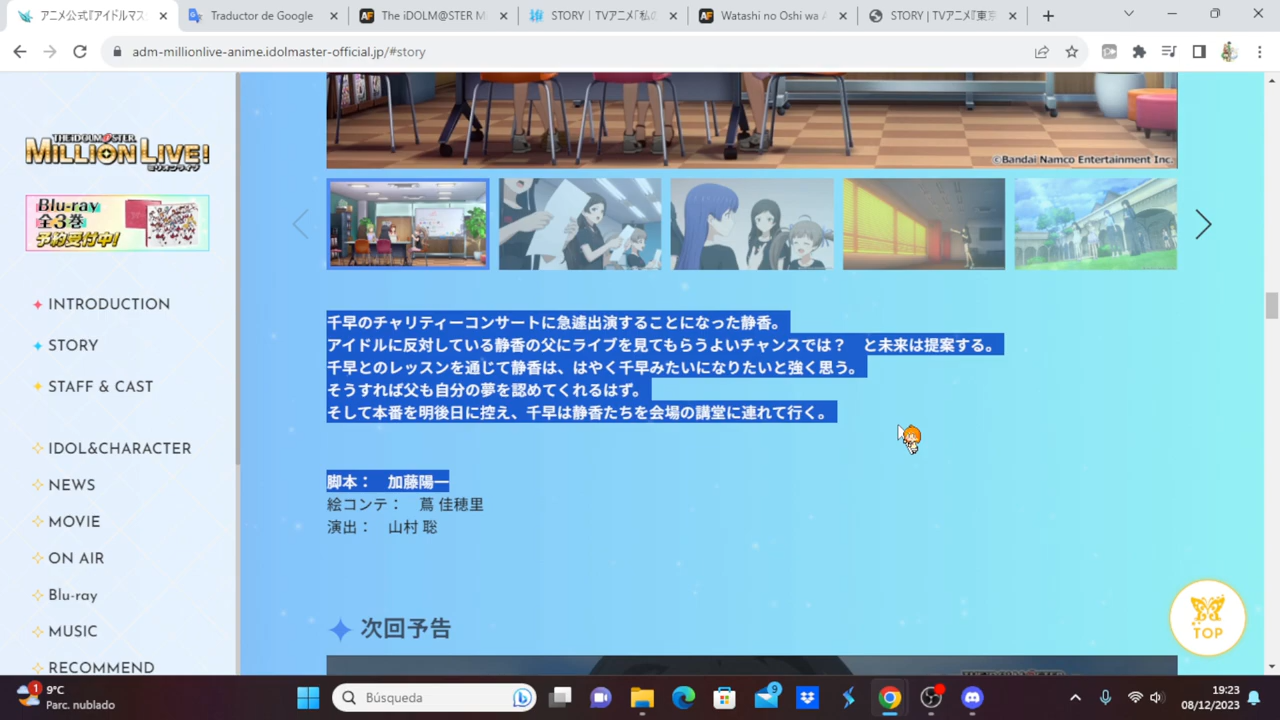 アニメ公式『アイドルマス
Traductor de Google
The iDOLM@STER M
STORY | TVアニメ「私の
Watashi no Oshi wa A
STORY | TVアニメ『東京
adm-millionlive-anime.idolmaster-official.jp/#story
THE IDOLM@STER
MILLION LIVE!
ミリオンライブ!
Blu-ray
全3巻
予約受付中!
INTRODUCTION
STORY
STAFF & CAST
IDOL&CHARACTER
NEWS
MOVIE
ON AIR
Blu-ray
MUSIC
RECOMMEND
©Bandai Namco Entertainment Inc.
千早のチャリティーコンサートに急遽出演することになった静香。
アイドルに反対している静香の父にライブを見てもらうよいチャンスでは？　と未来は提案する。
千早とのレッスンを通じて静香は、はやく千早みたいになりたいと強く思う。
そうすれば父も自分の夢を認めてくれるはず。
そして本番を明後日に控え、千早は静香たちを会場の講堂に連れて行く。
脚本：　加藤陽一
絵コンテ：　蔦 佳穂里
演出：　山村 聡
次回予告
TOP
1
9°C
Parc. nublado
Búsqueda
9
19:23
08/12/2023